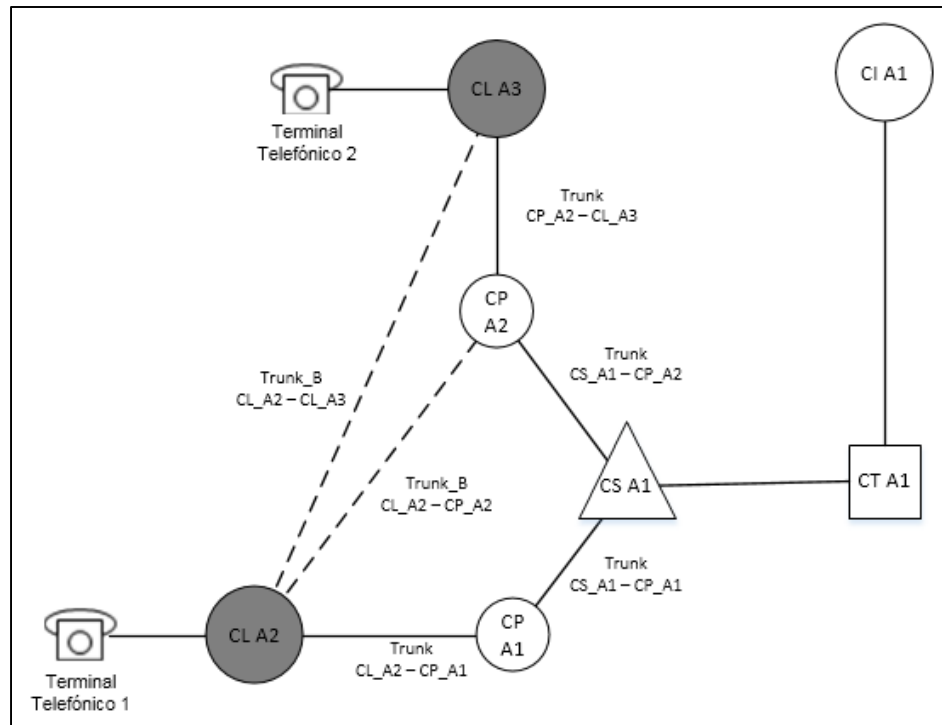 CL A3
CI A1
Terminal
Telefónico 2
Trunk
CP_A2 – CL_A3
CP
A2
Trunk
CS_A1 – CP_A2
Trunk_B
CL_A2 – CL_A3
Trunk_B
CL_A2 – CP_A2
CS A1
CT A1
Trunk
CS_A1 – CP_A1
CL A2
CP
A1
Trunk
CL_A2 – CP_A1
Terminal
Telefónico 1